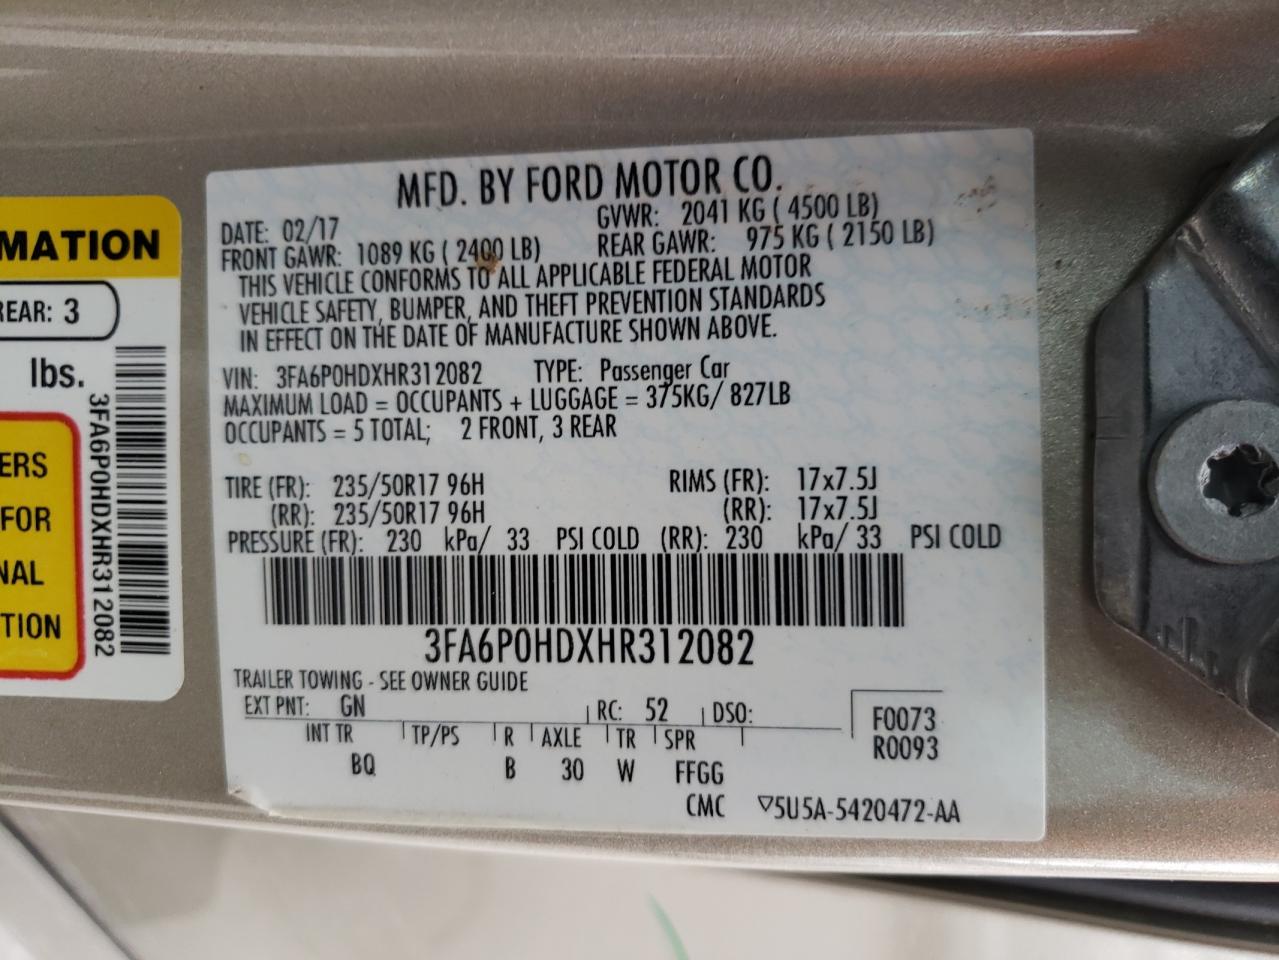 MATION
REAR: 3
lbs.
3FA6P0HDXHR312082
ERS
FOR
NAL
TION
MFD. BY FORD MOTOR CO.
DATE: 02/17 GVWR: 2041 KG ( 4500 LB)
FRONT GAWR: 1089 KG ( 2400 LB) REAR GAWR: 975 KG ( 2150 LB)
THIS VEHICLE CONFORMS TO ALL APPLICABLE FEDERAL MOTOR
VEHICLE SAFETY, BUMPER, AND THEFT PREVENTION STANDARDS
IN EFFECT ON THE DATE OF MANUFACTURE SHOWN ABOVE.
VIN: 3FA6P0HDXHR312082 TYPE: Passenger Car
MAXIMUM LOAD = OCCUPANTS + LUGGAGE = 375KG/ 827LB
OCCUPANTS = 5 TOTAL; 2 FRONT, 3 REAR
TIRE (FR): 235/50R17 96H RIMS (FR): 17x7.5J
(RR): 235/50R17 96H (RR): 17x7.5J
PRESSURE (FR): 230 kPa/ 33 PSI COLD (RR): 230 kPa/ 33 PSI COLD
3FA6P0HDXHR312082
TRAILER TOWING - SEE OWNER GUIDE
EXT PNT: GN RC: 52 DSO: F0073
INT TR TP/PS R AXLE TR SPR R0093
BQ B 30 W FFGG
CMC ▽5U5A-5420472-AA